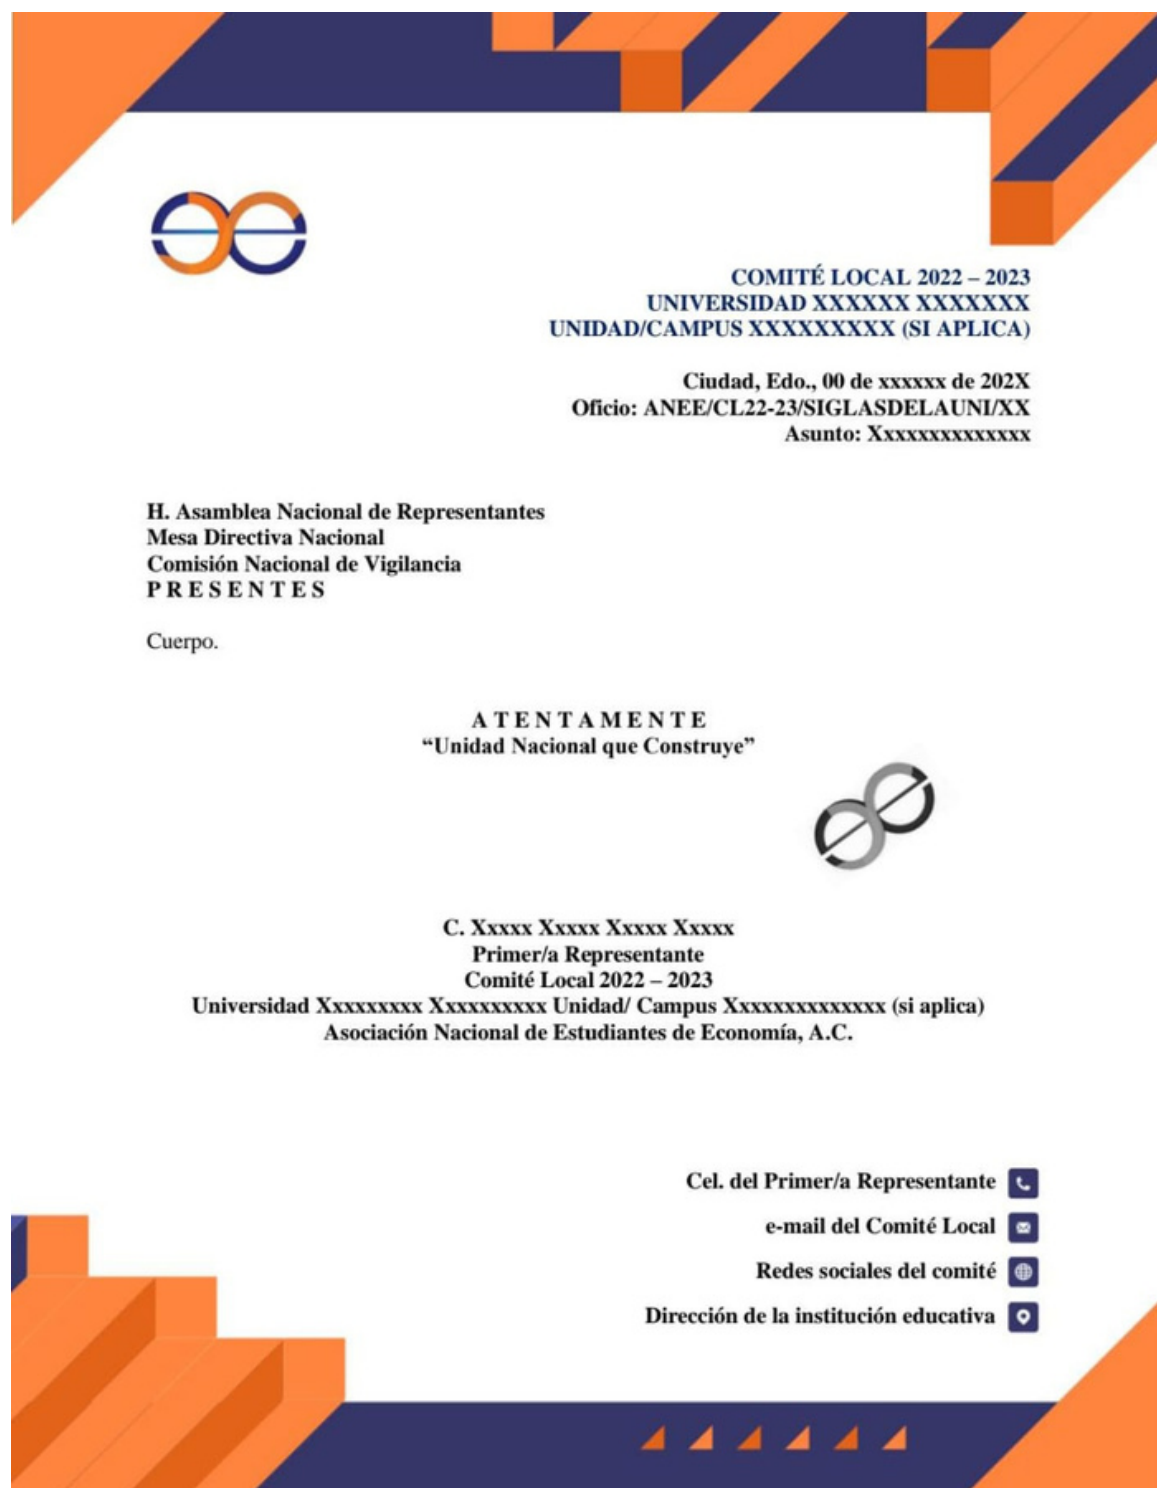 COMITÉ LOCAL 2022 – 2023
UNIVERSIDAD XXXXXX XXXXXXX
UNIDAD/CAMPUS XXXXXXXXX (SI APLICA)
Ciudad, Edo., 00 de xxxxxx de 202X
Oficio: ANEE/CL22-23/SIGLASDELAUNI/XX
Asunto: Xxxxxxxxxxxxxx
H. Asamblea Nacional de Representantes
Mesa Directiva Nacional
Comisión Nacional de Vigilancia
P R E S E N T E S
Cuerpo.
A T E N T A M E N T E
“Unidad Nacional que Construye”
C. Xxxxx Xxxxx Xxxxx Xxxxx
Primer/a Representante
Comité Local 2022 – 2023
Universidad Xxxxxxxx Xxxxxxxxx Unidad/ Campus Xxxxxxxxxxxxx (si aplica)
Asociación Nacional de Estudiantes de Economía, A.C.
Cel. del Primer/a Representante
e-mail del Comité Local
Redes sociales del comité
Dirección de la institución educativa